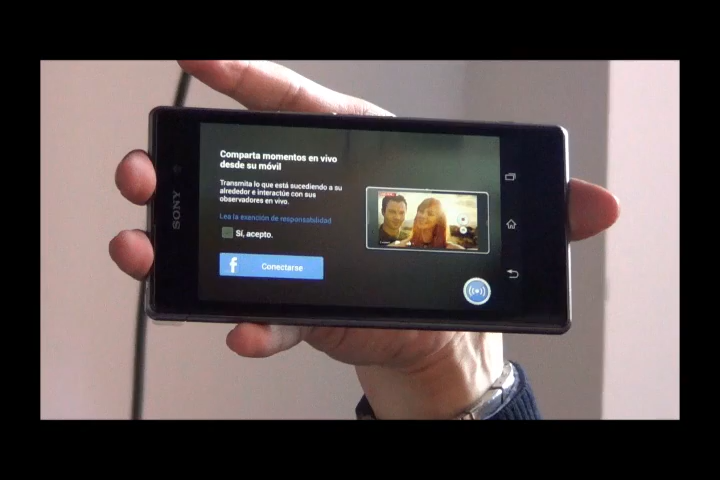 SONY
Comparta momentos en vivo
desde su móvil
Transmita lo que está sucediendo a su
alrededor e interactúe con sus
observadores en vivo.
Lea la exención de responsabilidad
Sí, acepto.
f Conectarse